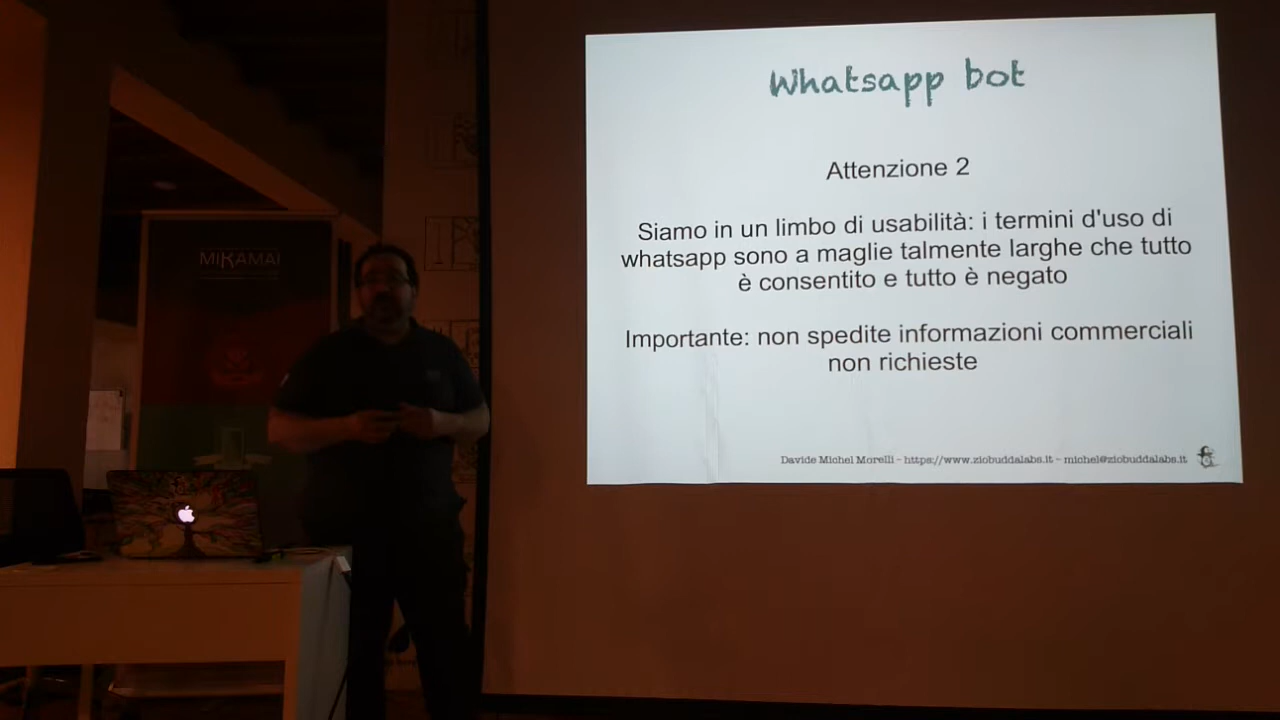 Whatsapp bot
Attenzione 2
Siamo in un limbo di usabilità: i termini d'uso di
whatsapp sono a maglie talmente larghe che tutto
è consentito e tutto è negato
Importante: non spedite informazioni commerciali
non richieste
Davide Michel Morelli - https://www.ziobuddalabs.it - michel@ziobuddalabs.it
MIKAMAI